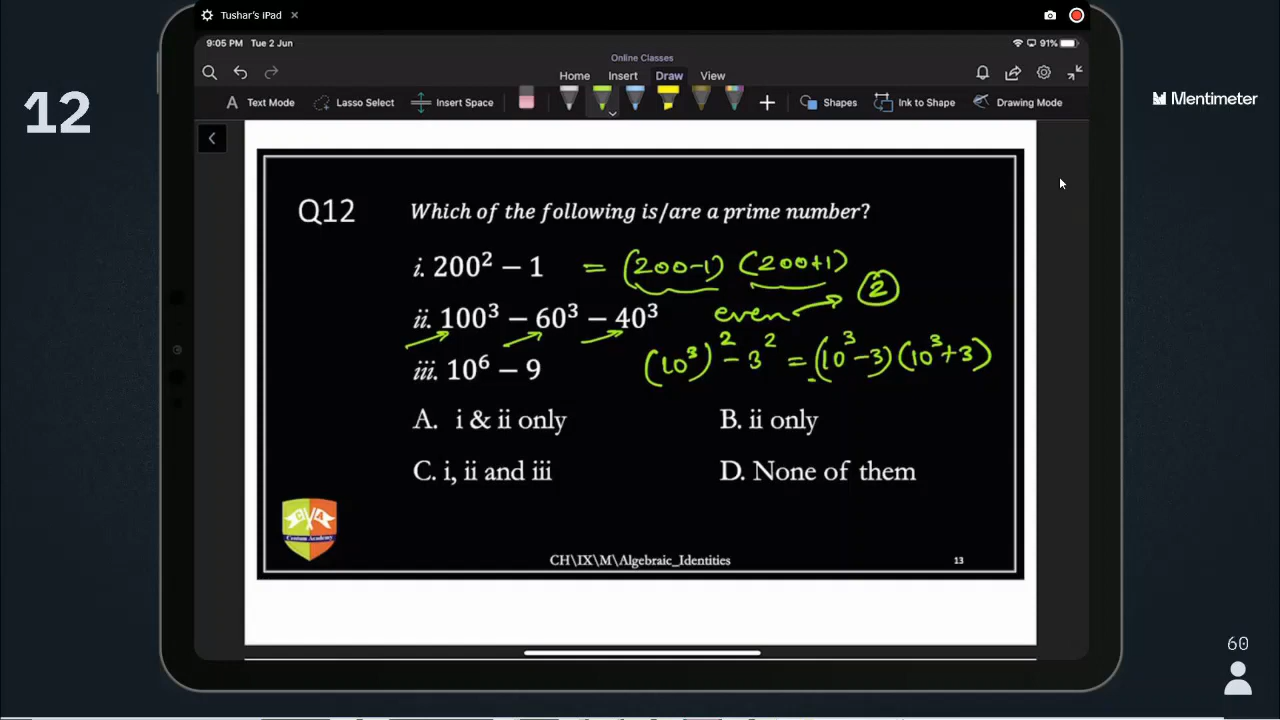 Tushar's iPad ×
9:05 PM Tue 2 Jun
91%
Online Classes
Home Insert Draw View
Text Mode Lasso Select Insert Space Shapes Ink to Shape Drawing Mode
12
Mentimeter
Q12 Which of the following is/are a prime number?
i. 200² − 1 = (200-1) (200+1)
ii. 100³ − 60³ − 40³ even → 2
iii. 10⁶ − 9 (10³)² - 3² = (10³-3)(10³+3)
A. i & ii only B. ii only
C. i, ii and iii D. None of them
CA
Centum Academy
CH\IX\M\Algebraic_Identities 13
60